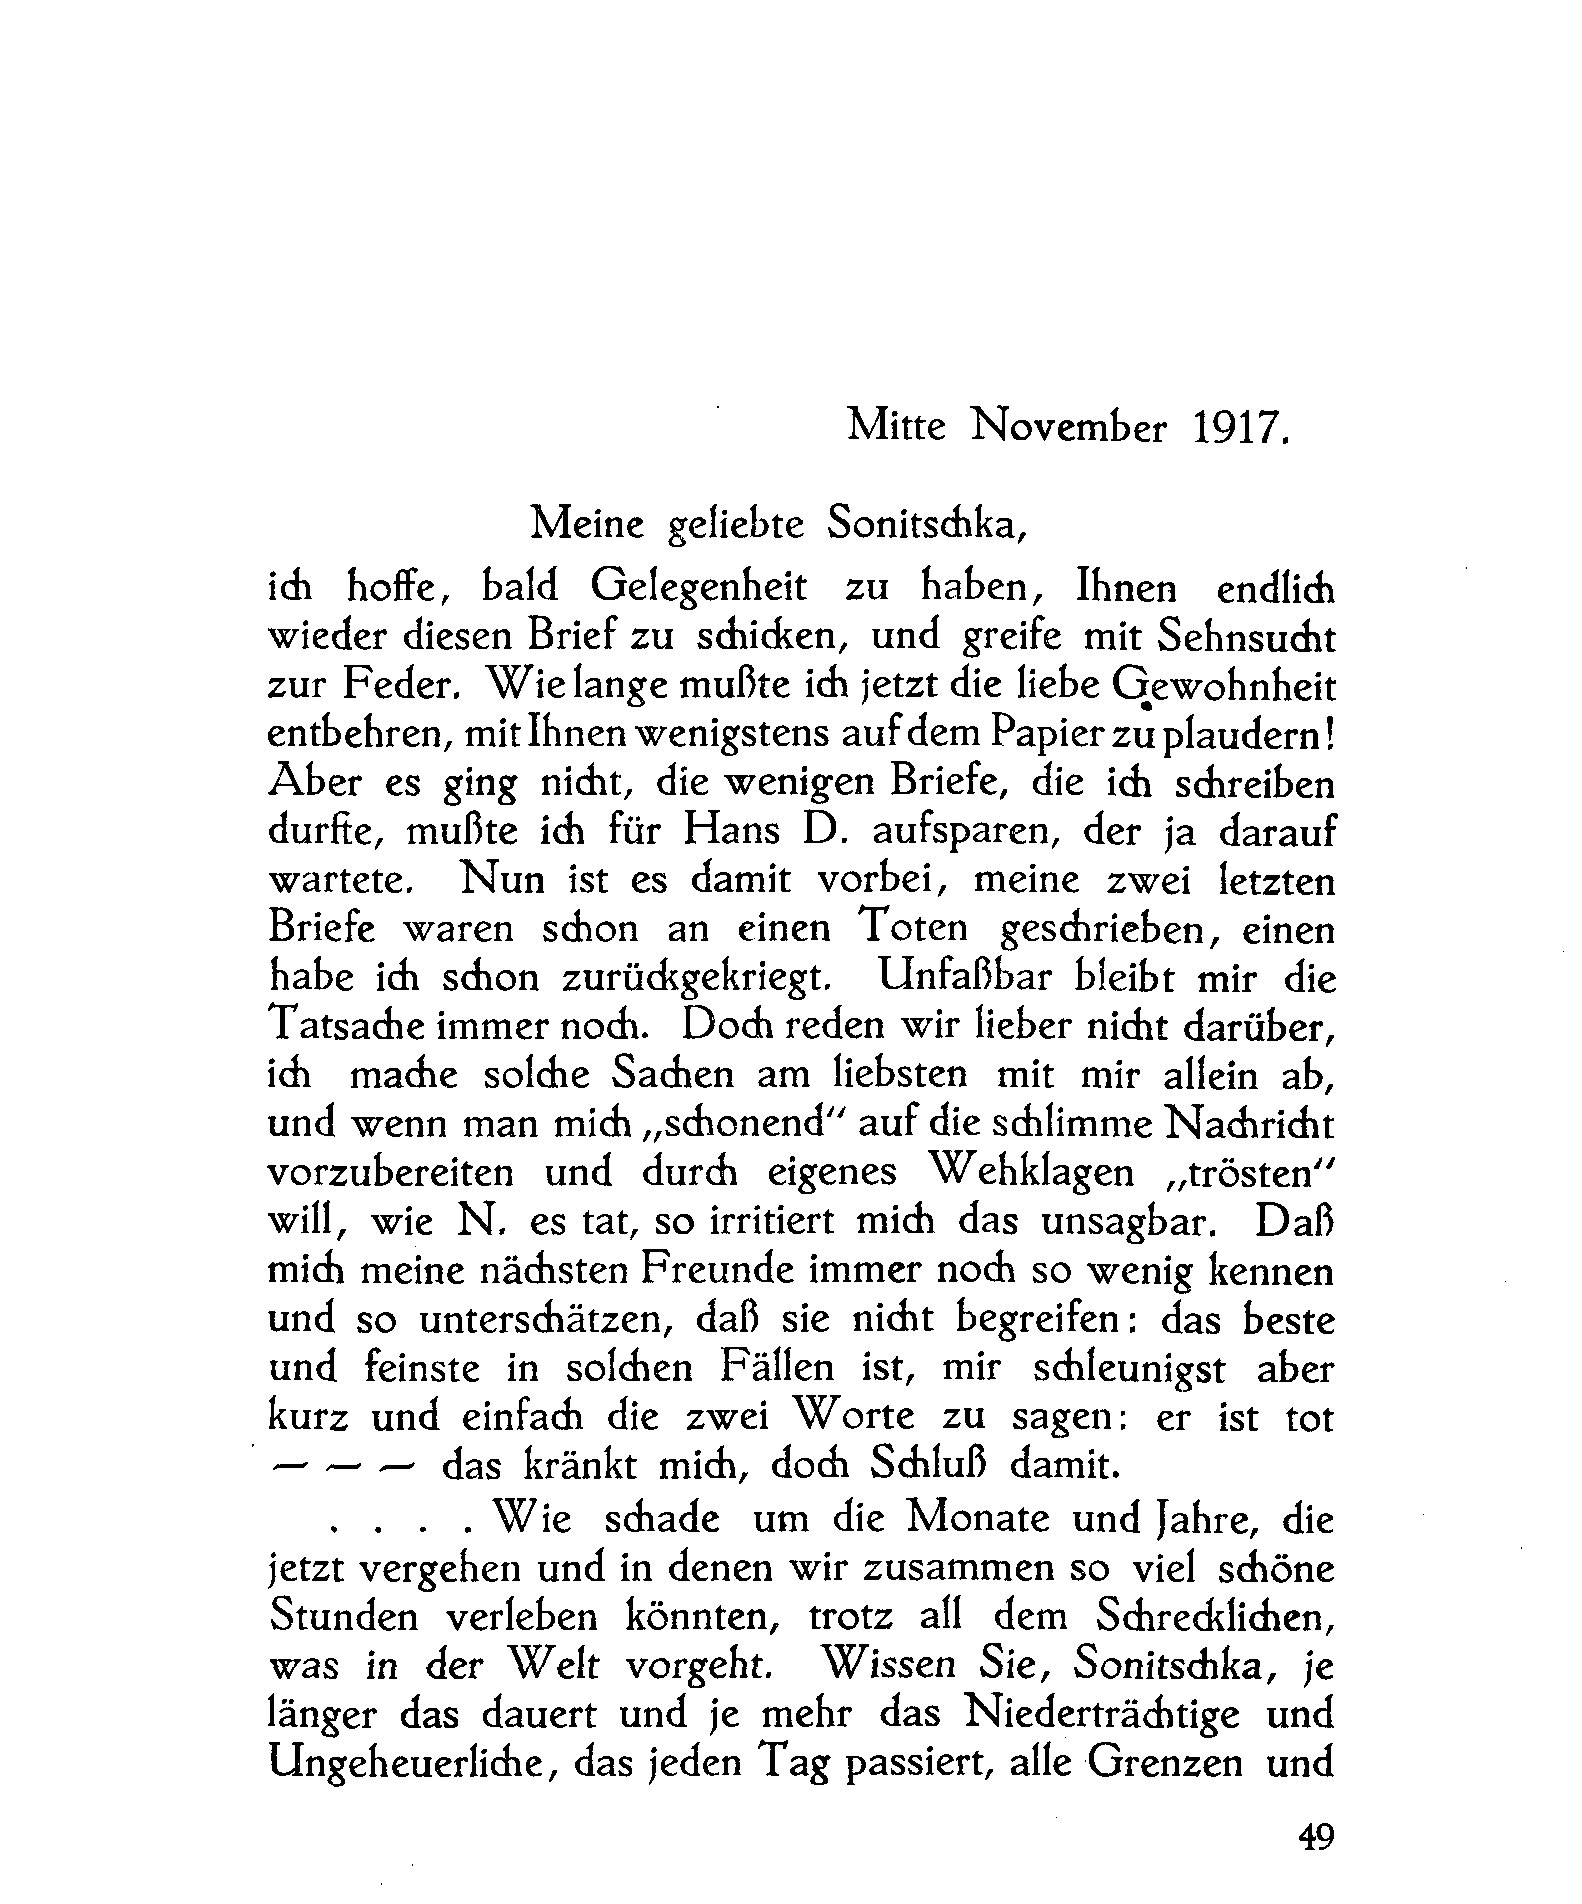 Mitte November 1917.
Meine geliebte Sonitschka,
ich hoffe, bald Gelegenheit zu haben, Ihnen endlich
wieder diesen Brief zu schicken, und greife mit Sehnsucht
zur Feder. Wie lange mußte ich jetzt die liebe Gewohnheit
entbehren, mit Ihnen wenigstens auf dem Papier zu plaudern!
Aber es ging nicht, die wenigen Briefe, die ich schreiben
durfte, mußte ich für Hans D. aufsparen, der ja darauf
wartete. Nun ist es damit vorbei, meine zwei letzten
Briefe waren schon an einen Toten geschrieben, einen
habe ich schon zurückgekriegt. Unfaßbar bleibt mir die
Tatsache immer noch. Doch reden wir lieber nicht darüber,
ich mache solche Sachen am liebsten mit mir allein ab,
und wenn man mich „schonend" auf die schlimme Nachricht
vorzubereiten und durch eigenes Wehklagen „trösten"
will, wie N. es tat, so irritiert mich das unsagbar. Daß
mich meine nächsten Freunde immer noch so wenig kennen
und so unterschätzen, daß sie nicht begreifen: das beste
und feinste in solchen Fällen ist, mir schleunigst aber
kurz und einfach die zwei Worte zu sagen: er ist tot
— — — das kränkt mich, doch Schluß damit.
. . . . Wie schade um die Monate und Jahre, die
jetzt vergehen und in denen wir zusammen so viel schöne
Stunden verleben könnten, trotz all dem Schrecklichen,
was in der Welt vorgeht. Wissen Sie, Sonitschka, je
länger das dauert und je mehr das Niederträchtige und
Ungeheuerliche, das jeden Tag passiert, alle Grenzen und
49